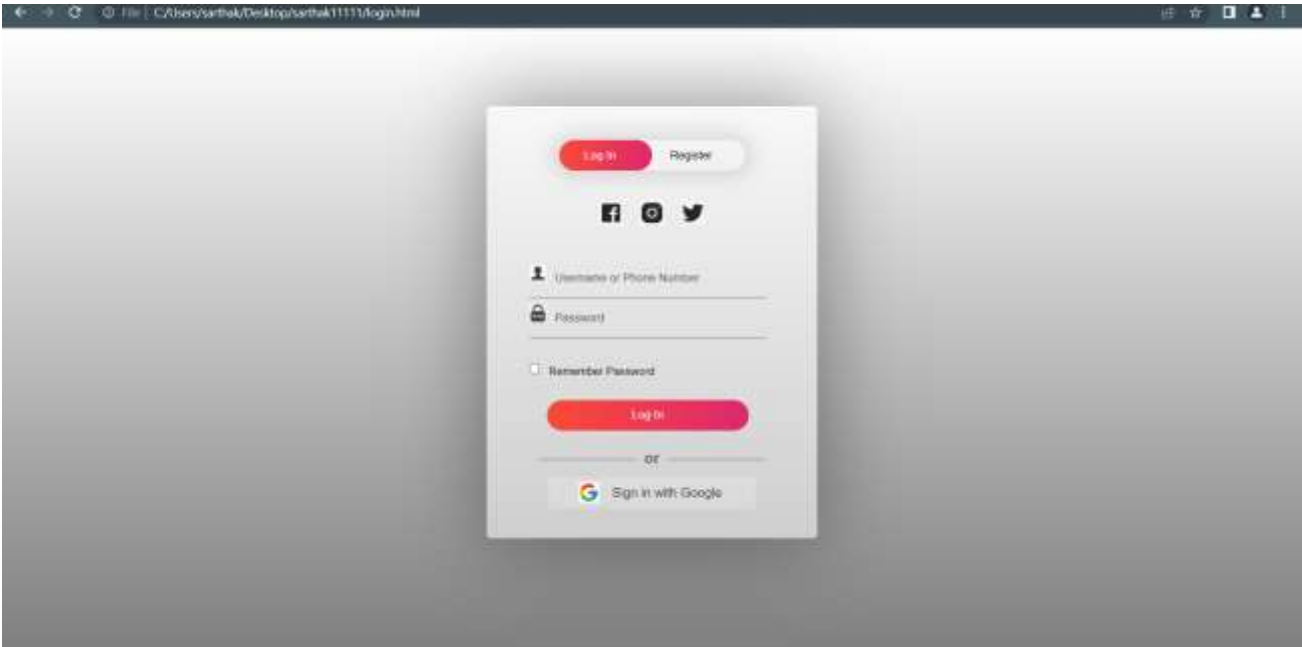 File | C:/Users/sarthak/Desktop/sarthak11111/login.html
Log In Register
Username or Phone Number
Password
Remember Password
Log In
or
Sign in with Google